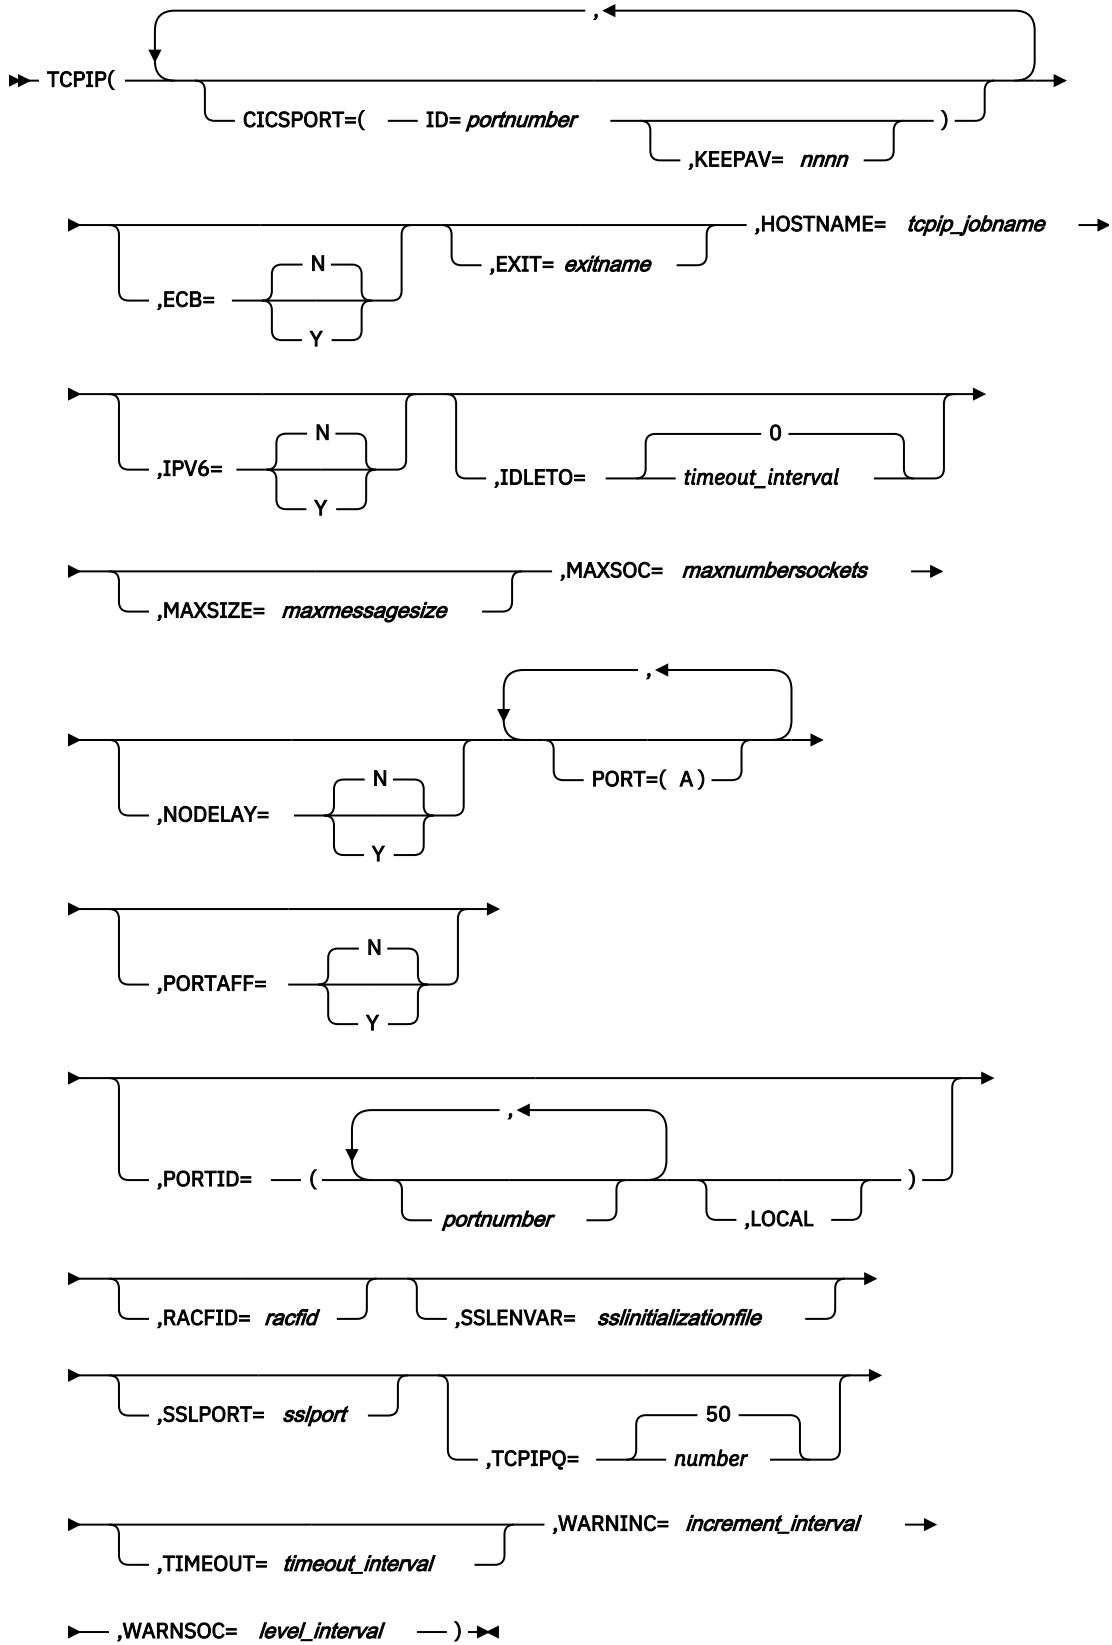 ,
TCPIP(
CICSPORT=( ID= portnumber )
,KEEPAV= nnnn
,HOSTNAME= tcpip_jobname
N
,EXIT= exitname
,ECB=
Y
N
0
,IPV6=
,IDLETO= timeout_interval
Y
,MAXSOC= maxnumbersockets
,MAXSIZE= maxmessagesize
,
N
PORT=( A )
,NODELAY=
Y
N
,PORTAFF=
Y
,
,PORTID= ( )
portnumber ,LOCAL
,RACFID= racfid ,SSLENVAR= sslinitializationfile
,SSLPORT= sslport
50
,TCPIPQ= number
,WARNINC= increment_interval
,TIMEOUT= timeout_interval
,WARNSOC= level_interval )